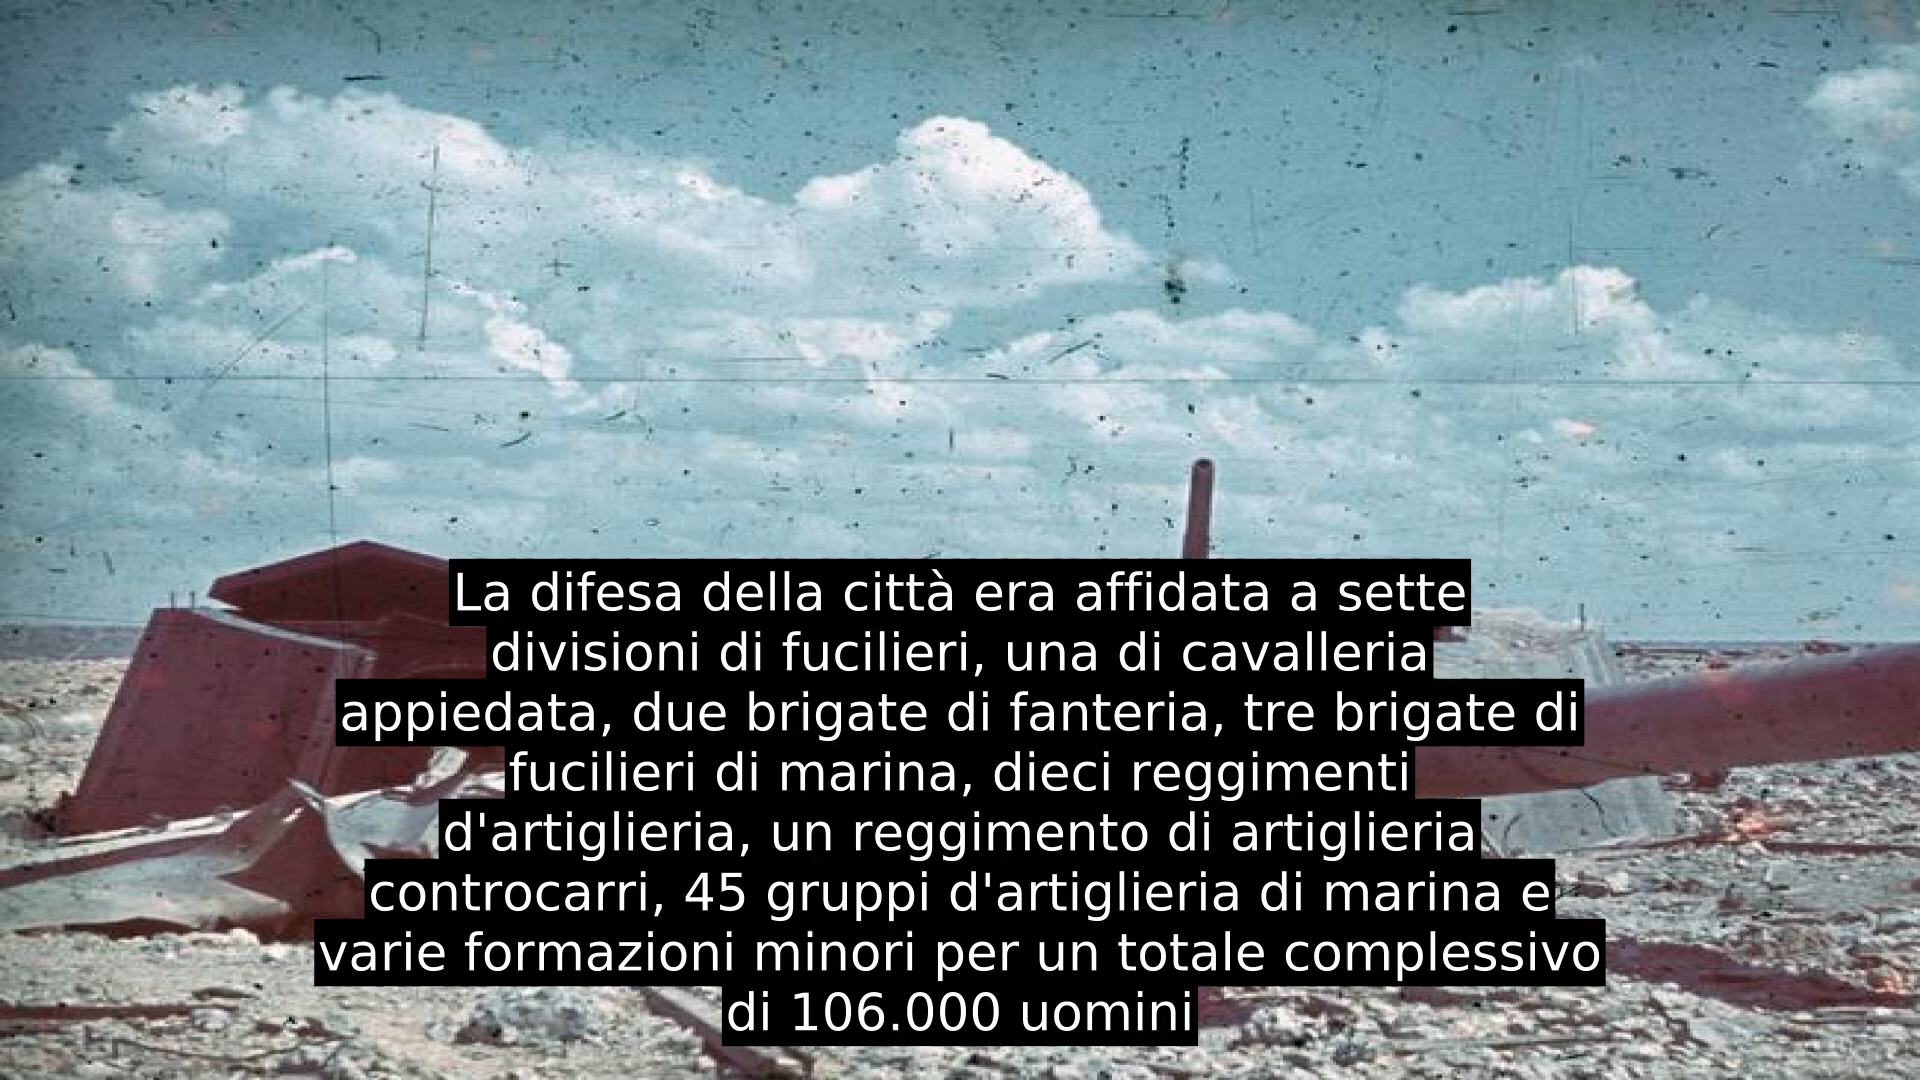 La difesa della città era affidata a sette
divisioni di fucilieri, una di cavalleria
appiedata, due brigate di fanteria, tre brigate di
fucilieri di marina, dieci reggimenti
d'artiglieria, un reggimento di artiglieria
controcarri, 45 gruppi d'artiglieria di marina e
varie formazioni minori per un totale complessivo
di 106.000 uomini